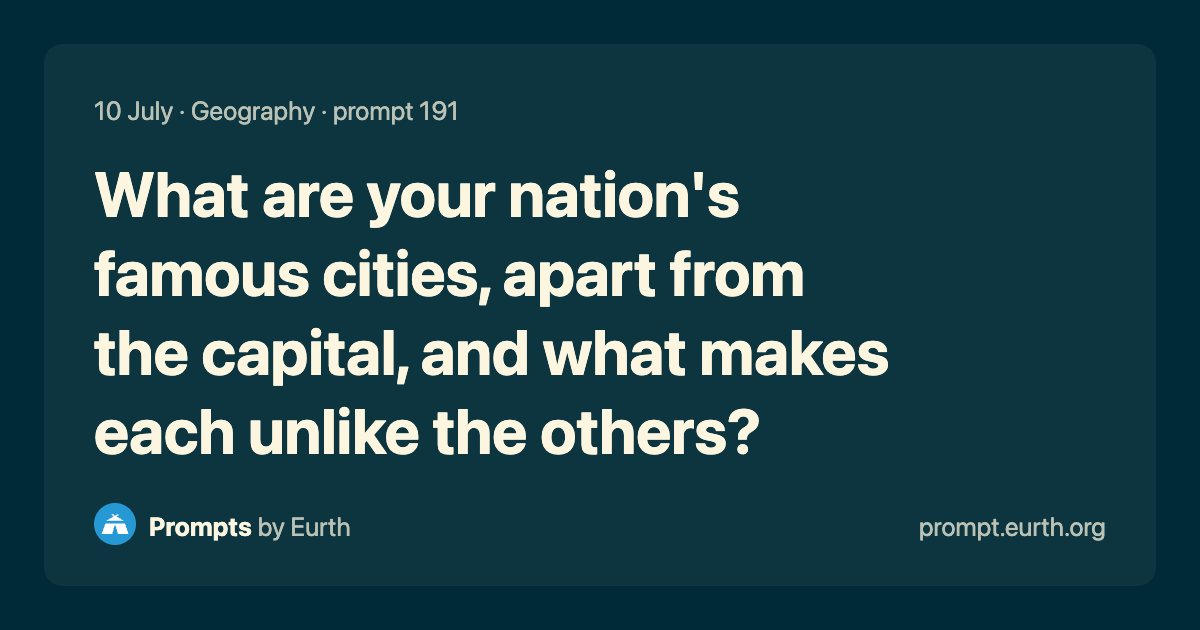 10 July · Geography · prompt 191
What are your nation's
famous cities, apart from
the capital, and what makes
each unlike the others?
Prompts by Eurth
prompt.eurth.org